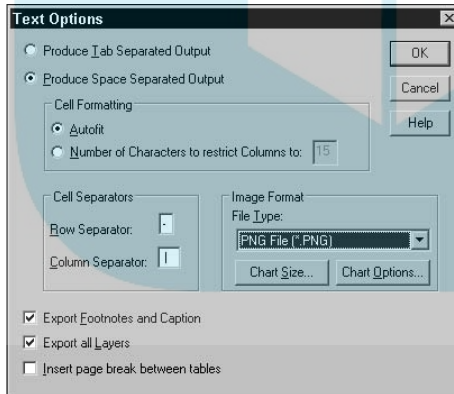 Text Options
Produce Tab Separated Output
OK
Produce Space Separated Output
Cancel
Cell Formatting
Autofit
Help
Number of Characters to restrict Columns to: 15
Cell Separators
Image Format
File Type:
Row Separator: -
PNG File (*.PNG)
Column Separator: |
Chart Size... Chart Options...
Export Footnotes and Caption
Export all Layers
Insert page break between tables